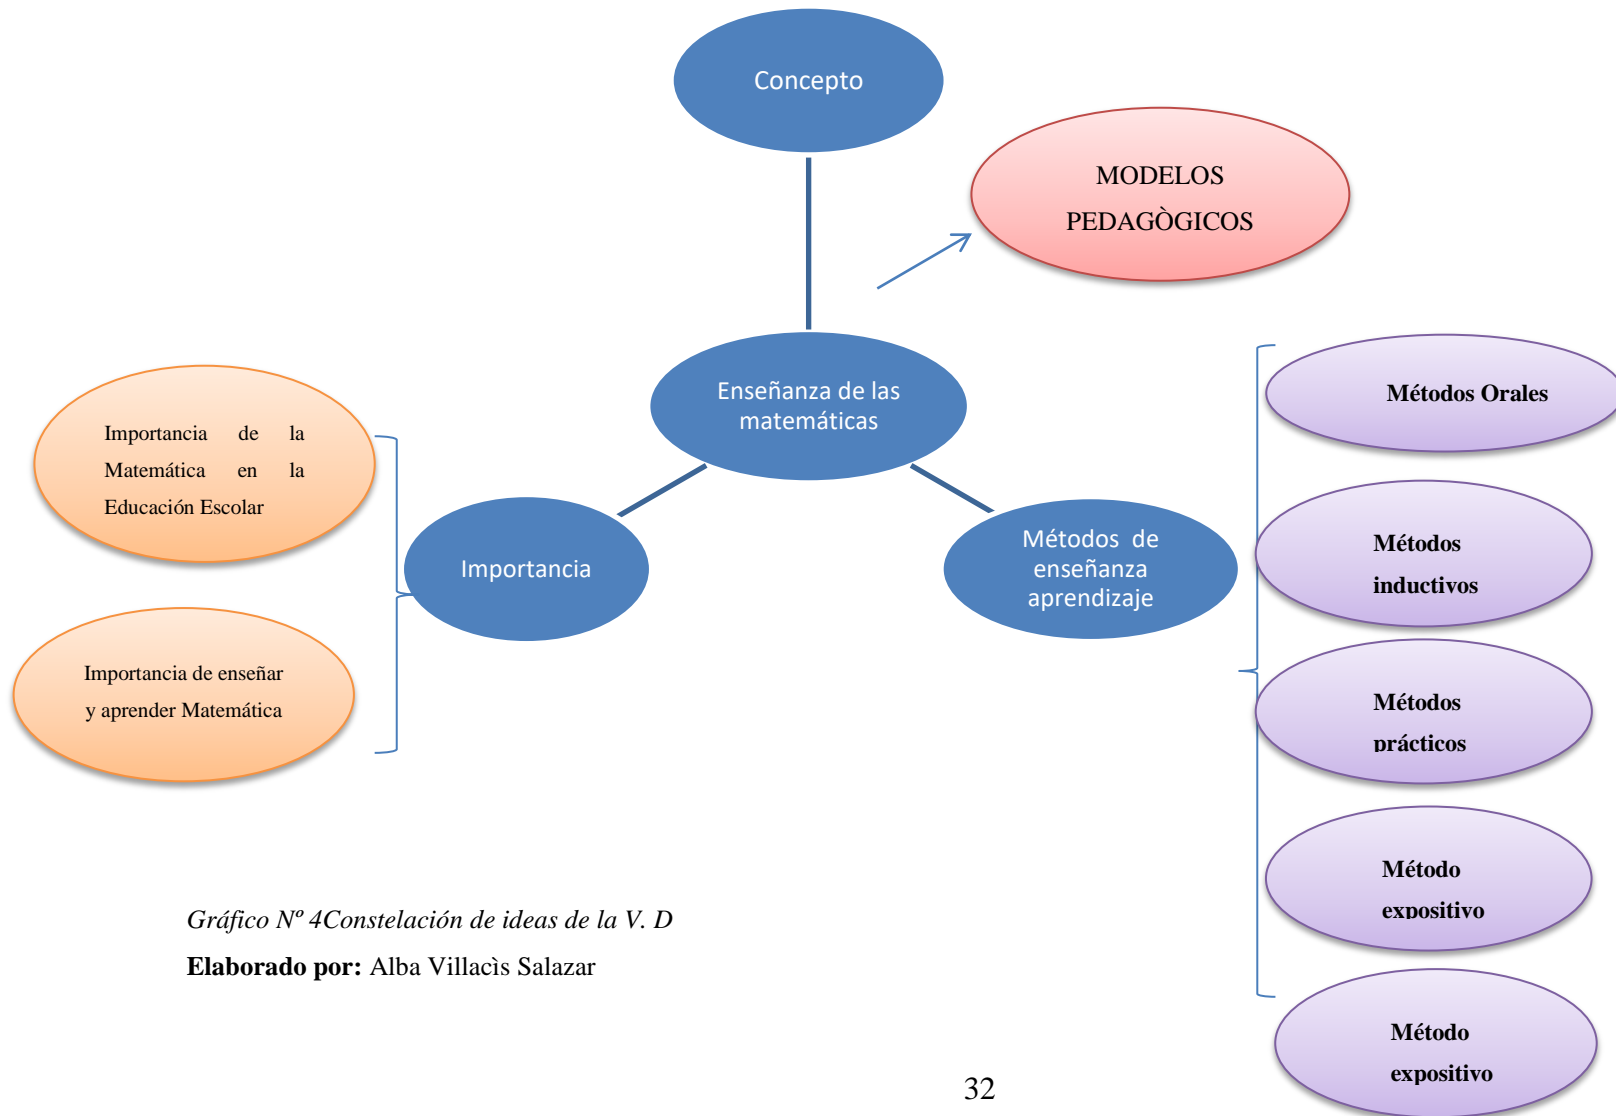 Concepto
MODELOS
PEDAGÒGICOS
Enseñanza de las
matemáticas
Importancia de la
Matemática en la
Educación Escolar
Importancia
Importancia de enseñar
y aprender Matemática
Métodos de
enseñanza
aprendizaje
Métodos Orales
Métodos
inductivos
Métodos
prácticos
Método
expositivo
Método
expositivo
Gráfico Nº 4Constelación de ideas de la V. D
Elaborado por: Alba Villacìs Salazar
32